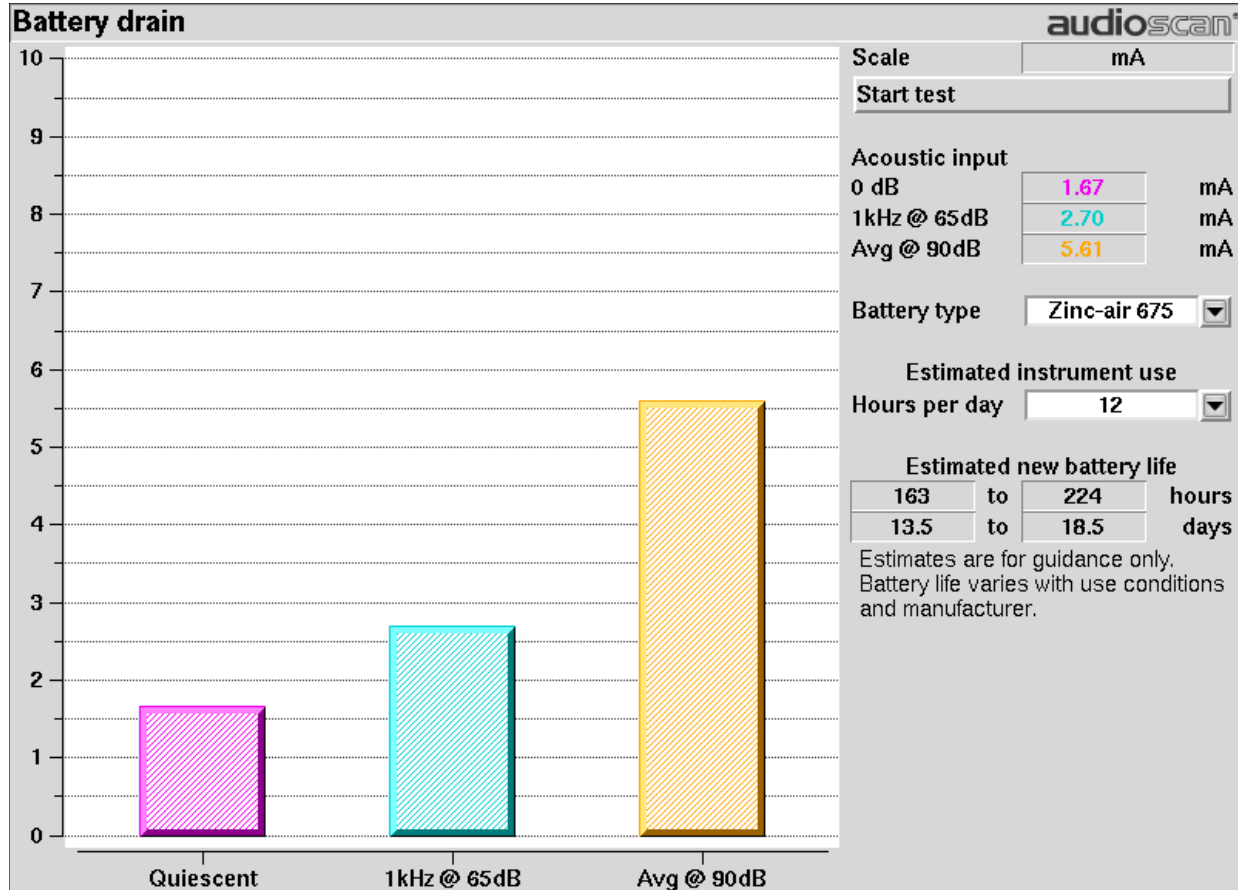 Battery drain
audioscan
Scale mA
Start test
Acoustic input
0 dB 1.67 mA
1kHz @ 65dB 2.70 mA
Avg @ 90dB 5.61 mA
Battery type Zinc-air 675
Estimated instrument use
Hours per day 12
Estimated new battery life
163 to 224 hours
13.5 to 18.5 days
Estimates are for guidance only.
Battery life varies with use conditions
and manufacturer.
10
9
8
7
6
5
4
3
2
1
0
Quiescent 1kHz @ 65dB Avg @ 90dB